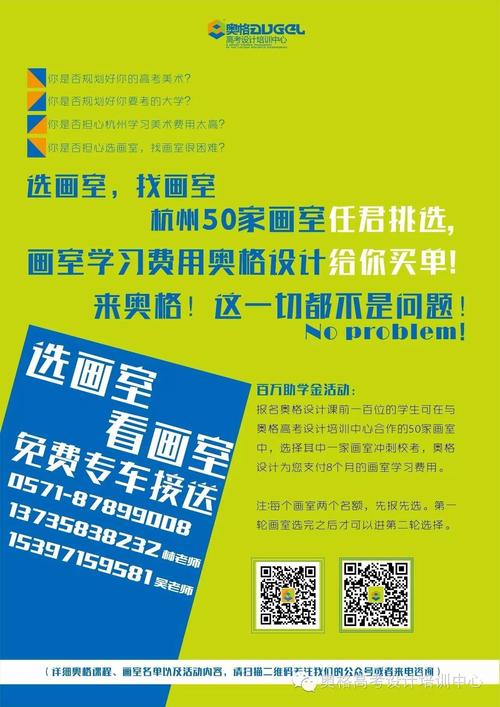 奥格AUGEL
高考设计培训中心
你是否规划好你的高考美术？
你是否规划好你要考的大学？
你是否担心杭州学习美术费用太高？
你是否担心选画室，找画室很困难？
选画室，找画室
杭州50家画室任君挑选,
画室学习费用奥格设计给你买单!
来奥格！这一切都不是问题！
No problem!
选画室
看画室
免费专车接送
0571-87899008
13735838232 林老师
15397159581 吴老师
百万助学金活动：
报名奥格设计课前一百位的学生可在与
奥格高考设计培训中心合作的50家画室
中，选择其中一家画室冲刺校考，奥格
设计为您支付8个月的画室学习费用。
注:每个画室两个名额，先报先选。第一
轮画室选完之后才可以进第二轮选择。
（详细奥格课程、画室名单以及活动内容，请扫描二维码关注我们的公众号或者来电咨询）
奥格高考设计培训中心